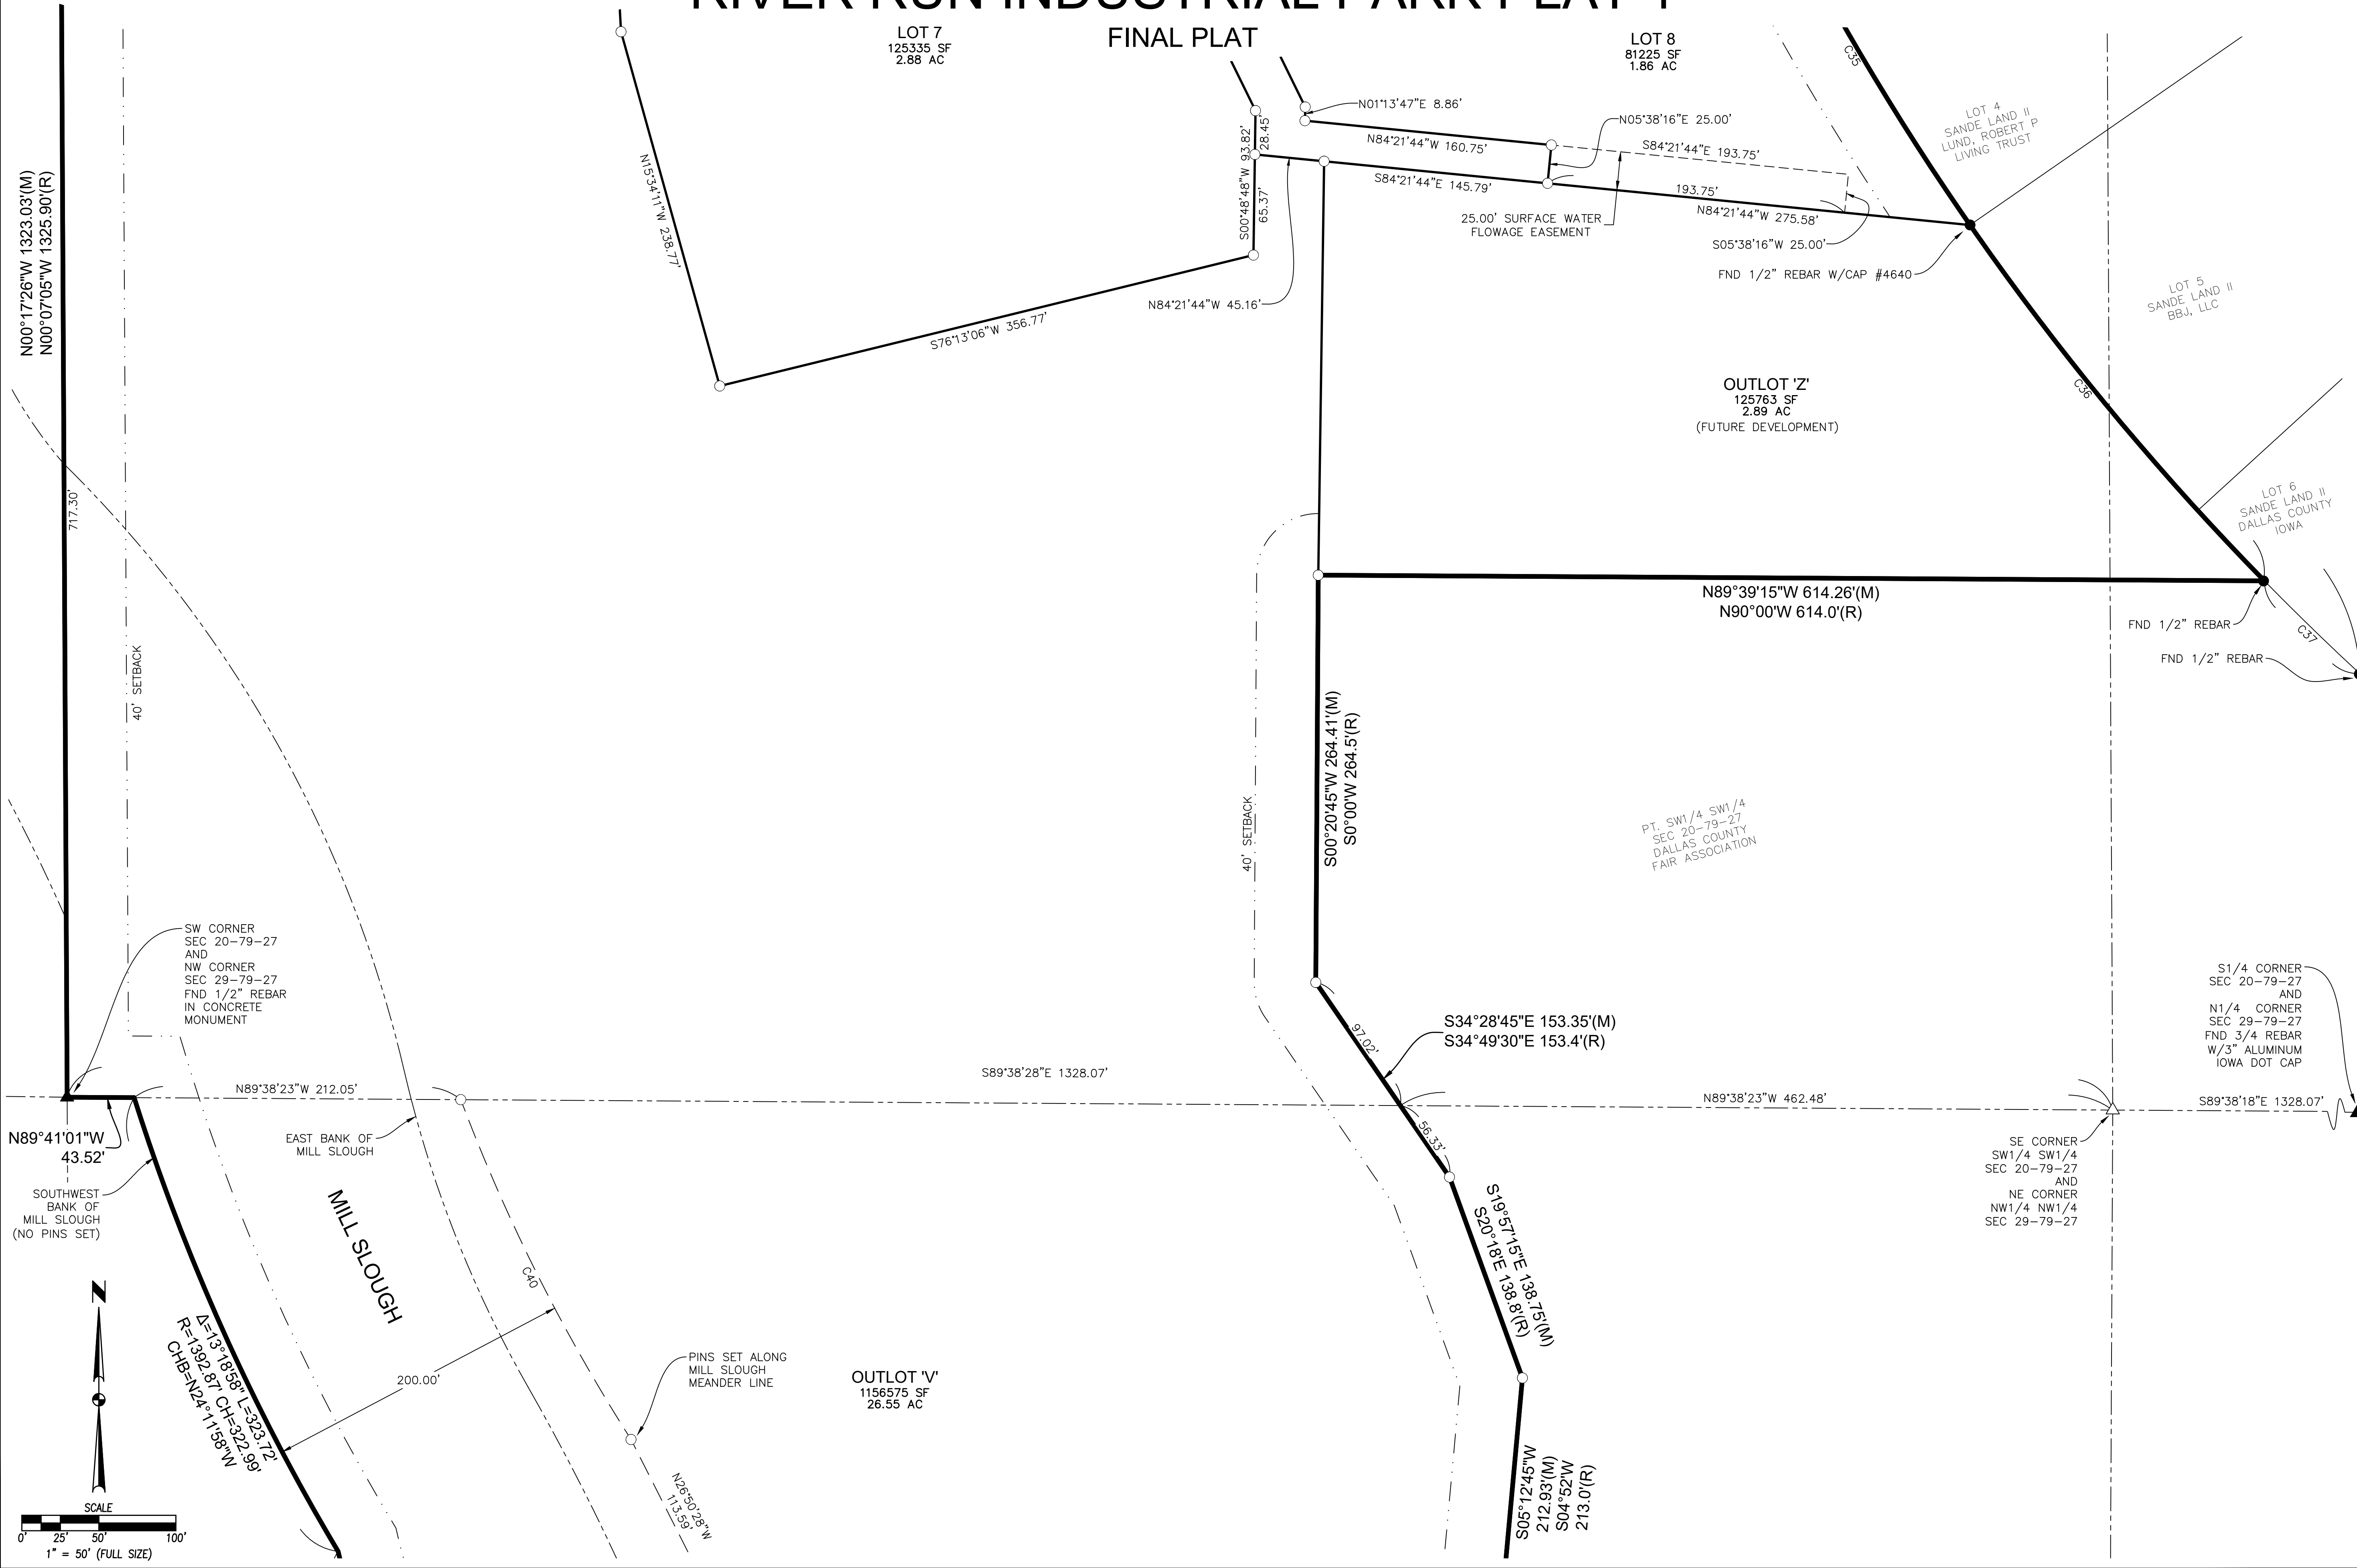 RIVER RUN INDUSTRIAL PARK PLAT 1
FINAL PLAT
LOT 7
125335 SF
2.88 AC
LOT 8
81225 SF
1.86 AC
C35
LOT 4
SANDE LAND II
LUND, ROBERT P
LIVING TRUST
N01°13'47"E 8.86'
N05°38'16"E 25.00'
N84°21'44"W 160.75'
S84°21'44"E 193.75'
28.45'
S00°48'48"W 93.82'
65.37'
S84°21'44"E 145.79'
193.75'
N84°21'44"W 275.58'
25.00' SURFACE WATER
FLOWAGE EASEMENT
S05°38'16"W 25.00'
FND 1/2" REBAR W/CAP #4640
N00°17'26"W 1323.03'(M)
N00°07'05"W 1325.90'(R)
N15°34'11"W 238.77'
S76°13'06"W 356.77'
N84°21'44"W 45.16'
LOT 5
SANDE LAND II
BBJ, LLC
OUTLOT 'Z'
125763 SF
2.89 AC
(FUTURE DEVELOPMENT)
C36
717.30'
LOT 6
SANDE LAND II
DALLAS COUNTY
IOWA
N89°39'15"W 614.26'(M)
N90°00'W 614.0'(R)
FND 1/2" REBAR
C37
FND 1/2" REBAR
40' SETBACK
40' SETBACK
S00°20'45"W 264.41'(M)
S0°00'W 264.5'(R)
PT. SW1/4 SW1/4
SEC 20-79-27
DALLAS COUNTY
FAIR ASSOCIATION
SW CORNER
SEC 20-79-27
AND
NW CORNER
SEC 29-79-27
FND 1/2" REBAR
IN CONCRETE
MONUMENT
S1/4 CORNER
SEC 20-79-27
AND
N1/4 CORNER
SEC 29-79-27
FND 3/4 REBAR
W/3" ALUMINUM
IOWA DOT CAP
97.02'
S34°28'45"E 153.35'(M)
S34°49'30"E 153.4'(R)
N89°38'23"W 212.05'
S89°38'28"E 1328.07'
N89°38'23"W 462.48'
S89°38'18"E 1328.07'
N89°41'01"W
43.52'
EAST BANK OF
MILL SLOUGH
56.33'
SE CORNER
SW1/4 SW1/4
SEC 20-79-27
AND
NE CORNER
NW1/4 NW1/4
SEC 29-79-27
SOUTHWEST
BANK OF
MILL SLOUGH
(NO PINS SET)
MILL SLOUGH
S19°57'15"E 138.75'(M)
S20°18'E 138.8'(R)
C40
N
Δ=13°18'58" L=323.72'
R=1392.87' CH=322.99'
CHB=N24°11'58"W
200.00'
PINS SET ALONG
MILL SLOUGH
MEANDER LINE
OUTLOT 'V'
1156575 SF
26.55 AC
N26°50'28"W
113.59'
S05°12'45"W
212.93'(M)
S04°52'W
213.0'(R)
SCALE
0' 25' 50' 100'
1" = 50' (FULL SIZE)